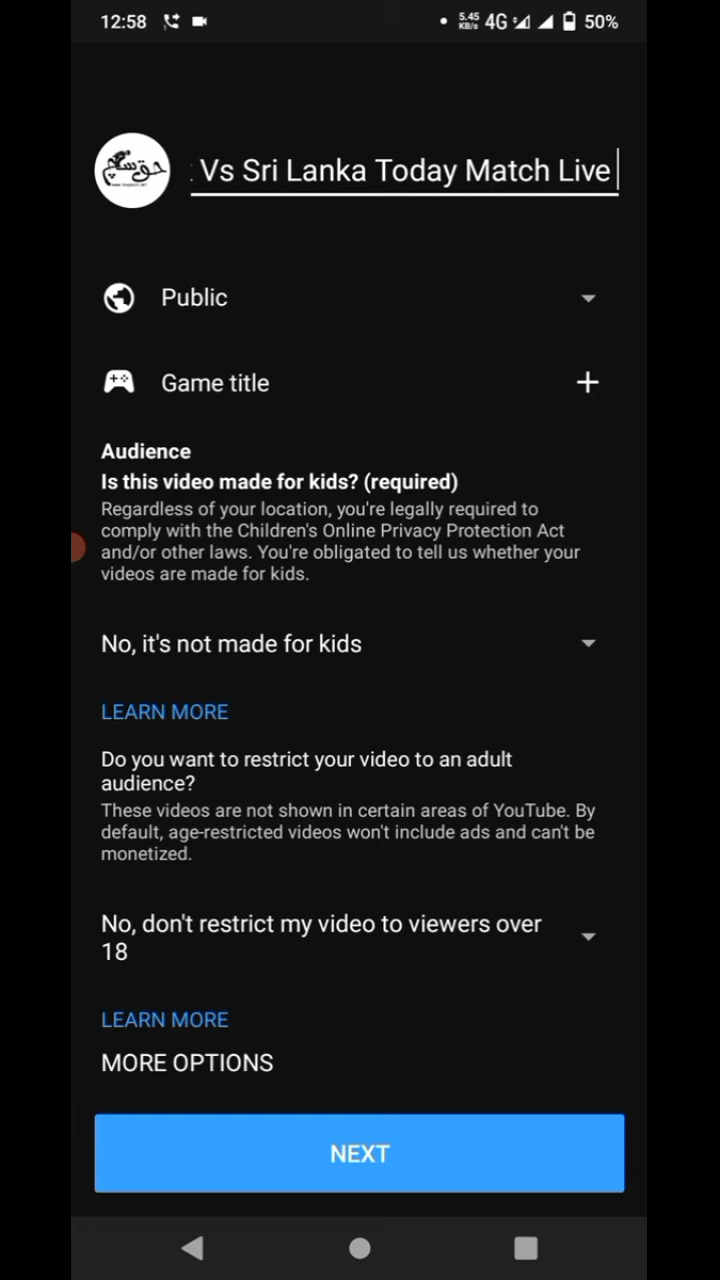 12:58
5.45
KB/s
4G
50%
Vs Sri Lanka Today Match Live
Public
Game title
Audience
Is this video made for kids? (required)
Regardless of your location, you're legally required to
comply with the Children's Online Privacy Protection Act
and/or other laws. You're obligated to tell us whether your
videos are made for kids.
No, it's not made for kids
LEARN MORE
Do you want to restrict your video to an adult
audience?
These videos are not shown in certain areas of YouTube. By
default, age-restricted videos won't include ads and can't be
monetized.
No, don't restrict my video to viewers over
18
LEARN MORE
MORE OPTIONS
NEXT